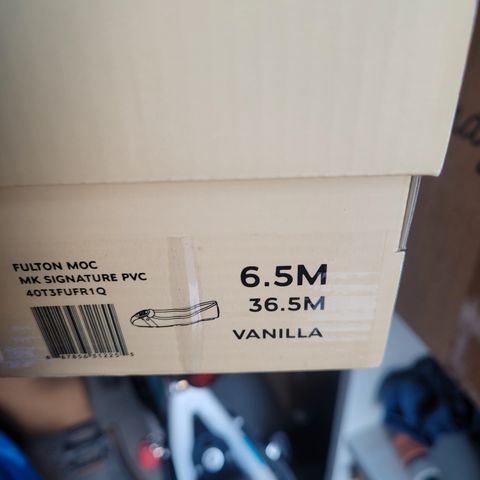 FULTON MOC
MK SIGNATURE PVC
40T3FUFR1Q
6.5M
36.5M
VANILLA